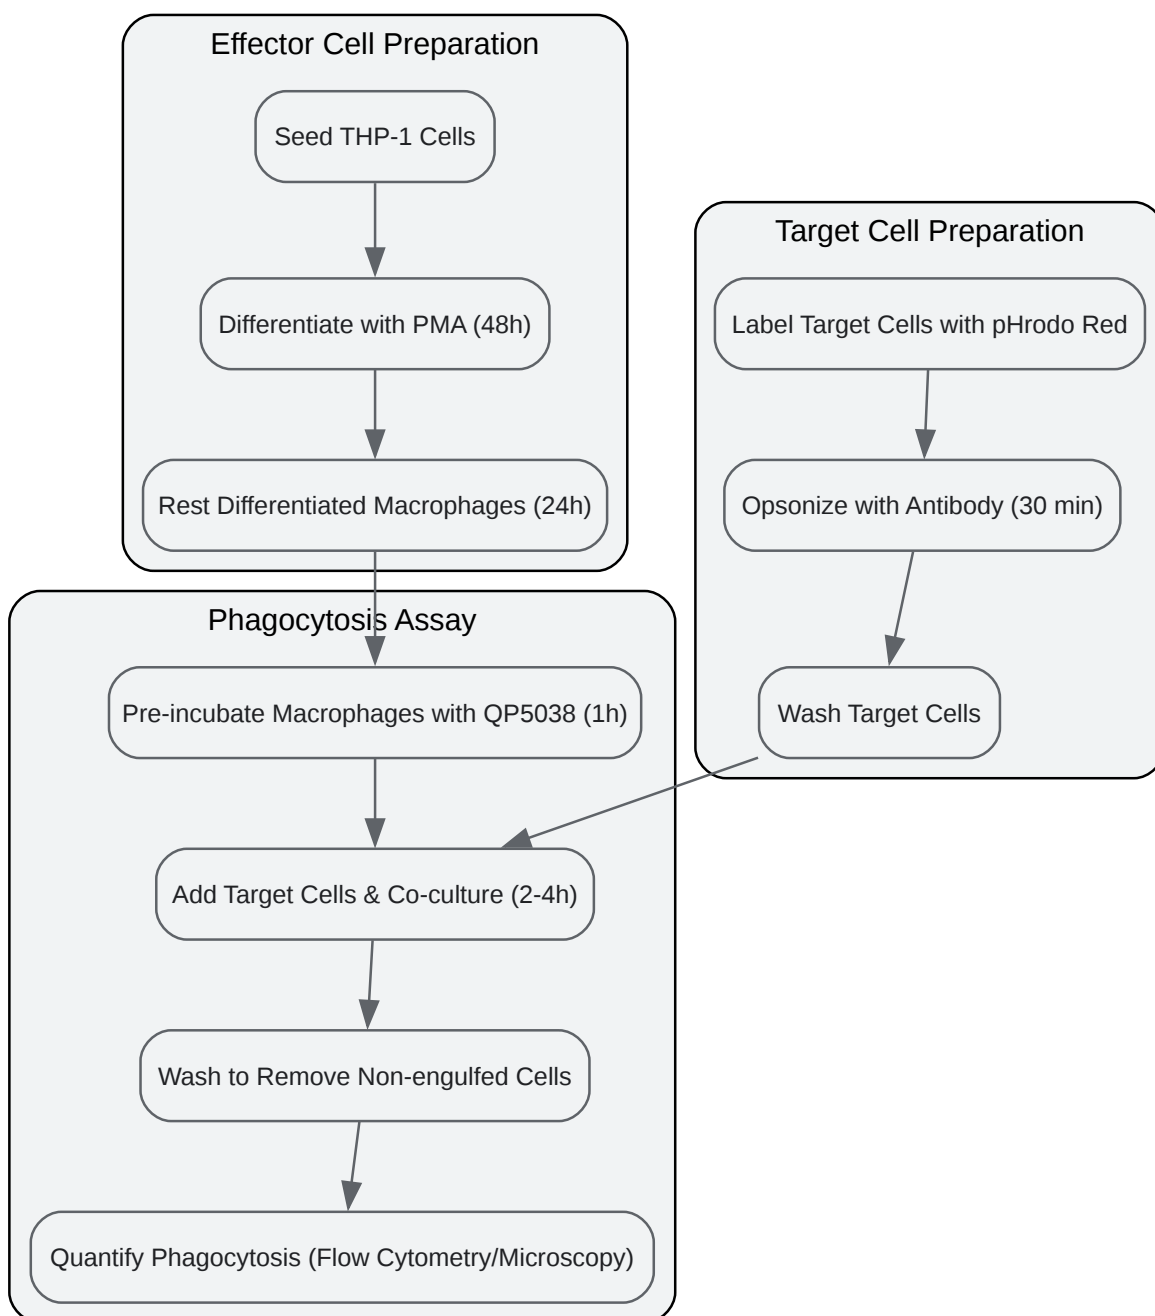 Effector Cell Preparation
Seed THP-1 Cells
Differentiate with PMA (48h)
Rest Differentiated Macrophages (24h)
Target Cell Preparation
Label Target Cells with pHrodo Red
Opsonize with Antibody (30 min)
Wash Target Cells
Phagocytosis Assay
Pre-incubate Macrophages with QP5038 (1h)
Add Target Cells & Co-culture (2-4h)
Wash to Remove Non-engulfed Cells
Quantify Phagocytosis (Flow Cytometry/Microscopy)